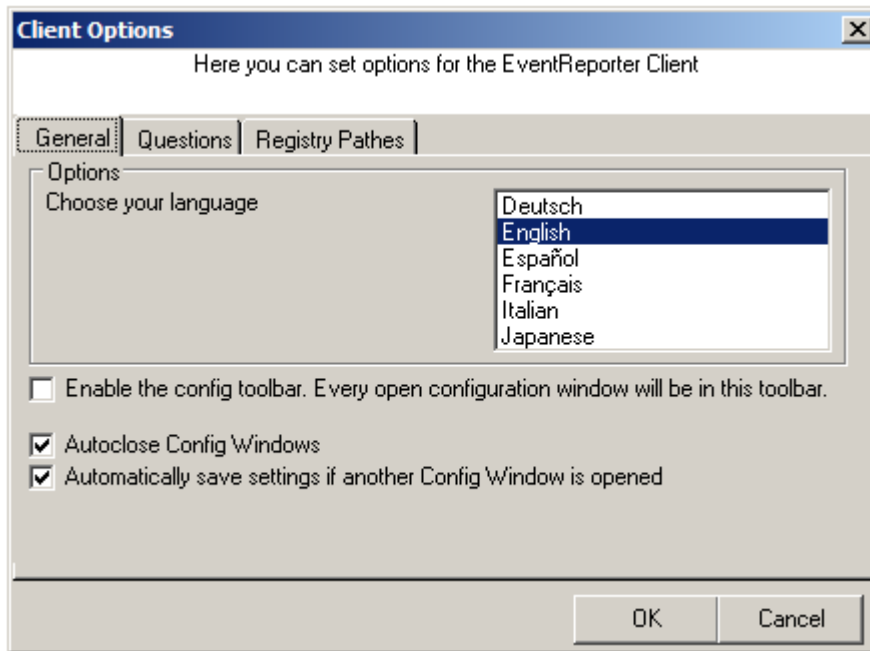 Client Options
Here you can set options for the EventReporter Client
General Questions Registry Pathes
Options
Choose your language
Deutsch
English
Español
Français
Italian
Japanese
Enable the config toolbar. Every open configuration window will be in this toolbar.
Autoclose Config Windows
Automatically save settings if another Config Window is opened
OK Cancel